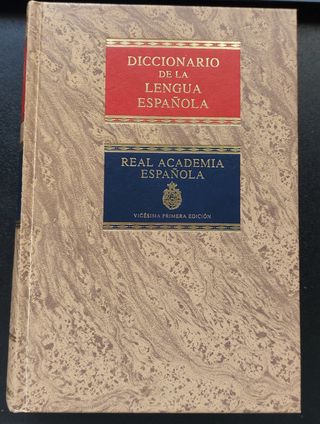 DICCIONARIO
DE LA
LENGUA
ESPAÑOLA
REAL ACADEMIA
ESPAÑOLA
VIGÉSIMA PRIMERA EDICIÓN